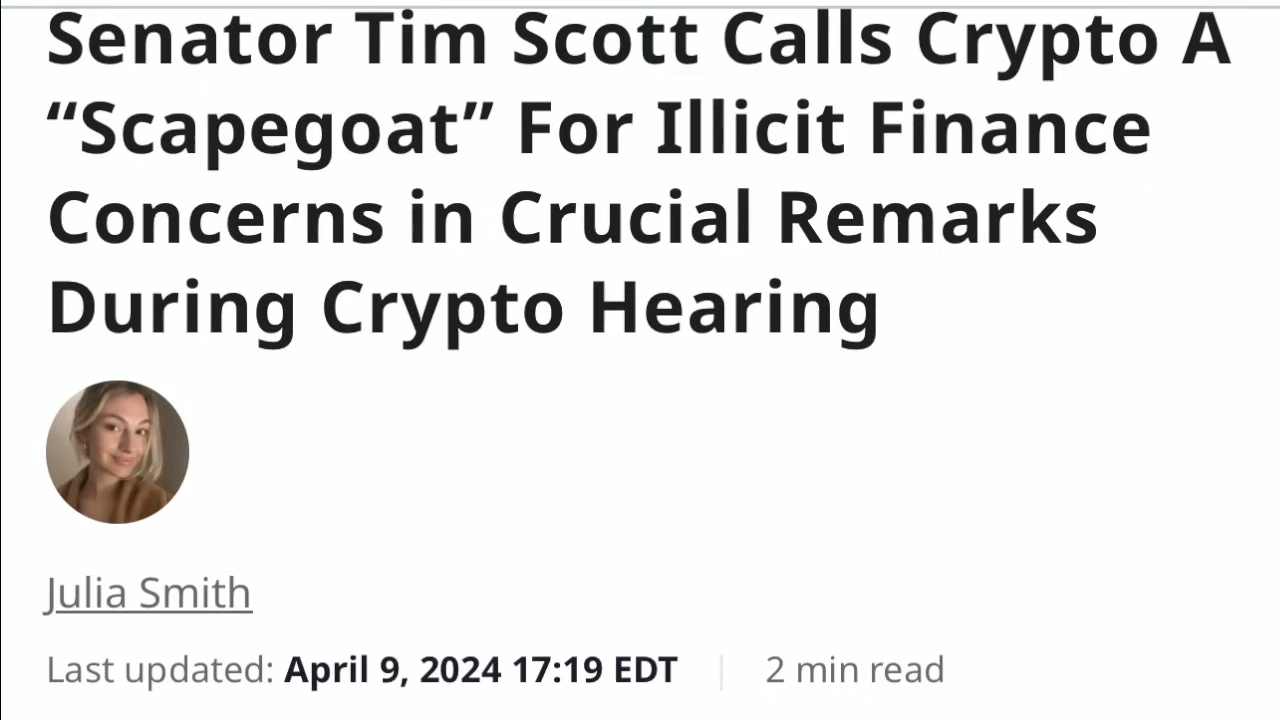 Senator Tim Scott Calls Crypto A
“Scapegoat” For Illicit Finance
Concerns in Crucial Remarks
During Crypto Hearing
Julia Smith
Last updated: April 9, 2024 17:19 EDT | 2 min read